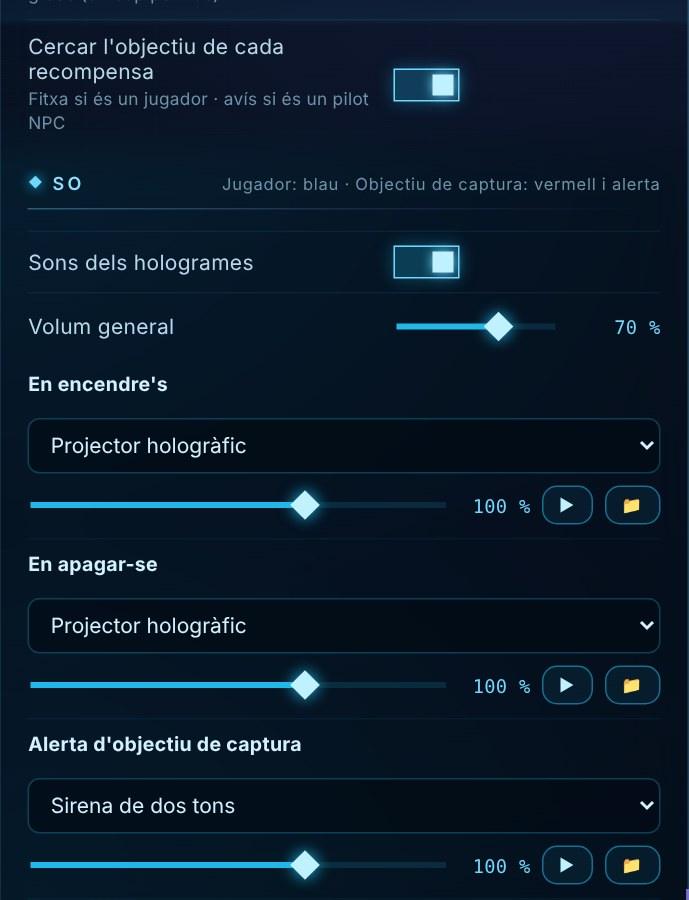 Cercar l'objectiu de cada
recompensa
Fitxa si és un jugador · avís si és un pilot
NPC
SO
Jugador: blau · Objectiu de captura: vermell i alerta
Sons dels hologrames
Volum general
70 %
En encendre's
Projector hologràfic
100 %
En apagar-se
Projector hologràfic
100 %
Alerta d'objectiu de captura
Sirena de dos tons
100 %